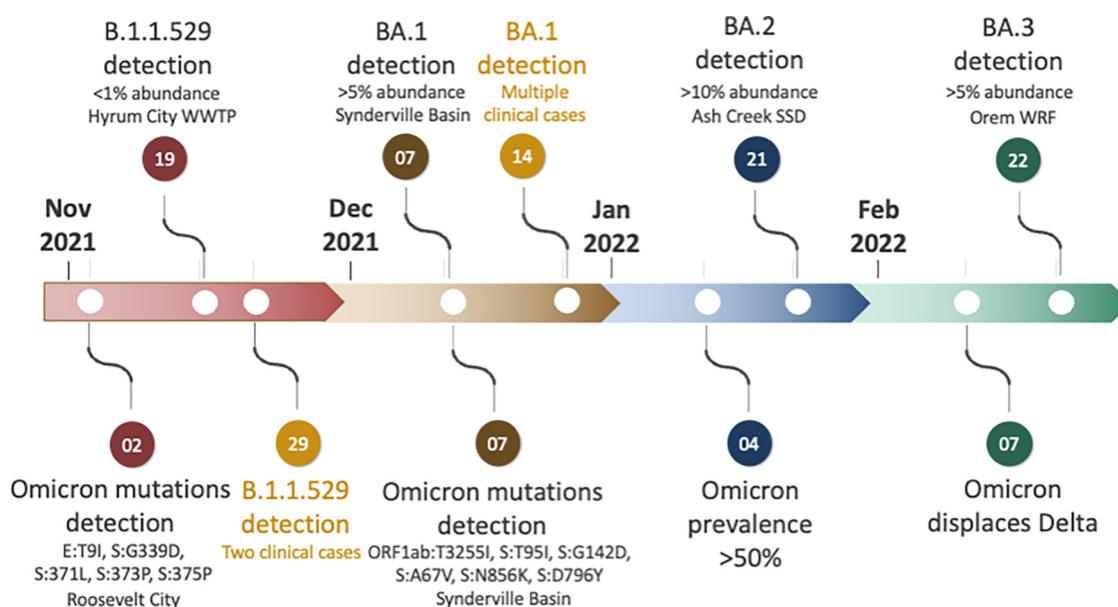 B.1.1.529
detection
<1% abundance
Hyrum City WWTP
19
BA.1
detection
>5% abundance
Synderville Basin
07
BA.1
detection
Multiple
clinical cases
14
BA.2
detection
>10% abundance
Ash Creek SSD
21
BA.3
detection
>5% abundance
Orem WRF
22
Nov
2021
Dec
2021
Jan
2022
Feb
2022
02
Omicron mutations
detection
E:T9I, S:G339D,
S:371L, S:373P, S:375P
Roosevelt City
29
B.1.1.529
detection
Two clinical cases
07
Omicron mutations
detection
ORF1ab:T3255I, S:T95I, S:G142D,
S:A67V, S:N856K, S:D796Y
Synderville Basin
04
Omicron
prevalence
>50%
07
Omicron
displaces Delta